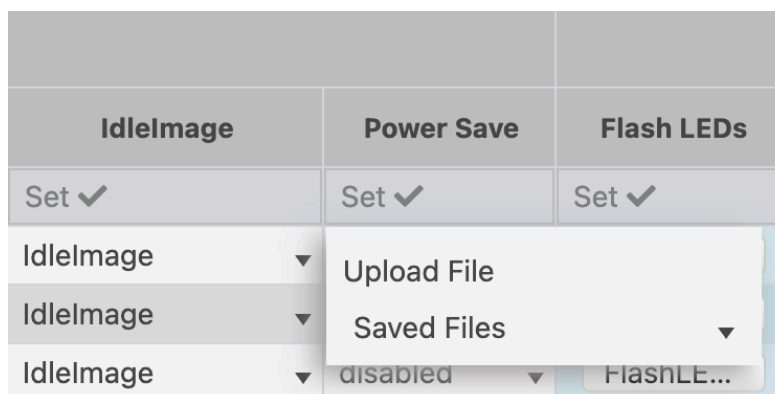 IdleImage Power Save Flash LEDs
Set Set Set
IdleImage
Upload File
IdleImage
Saved Files
IdleImage disabled FlashLE...